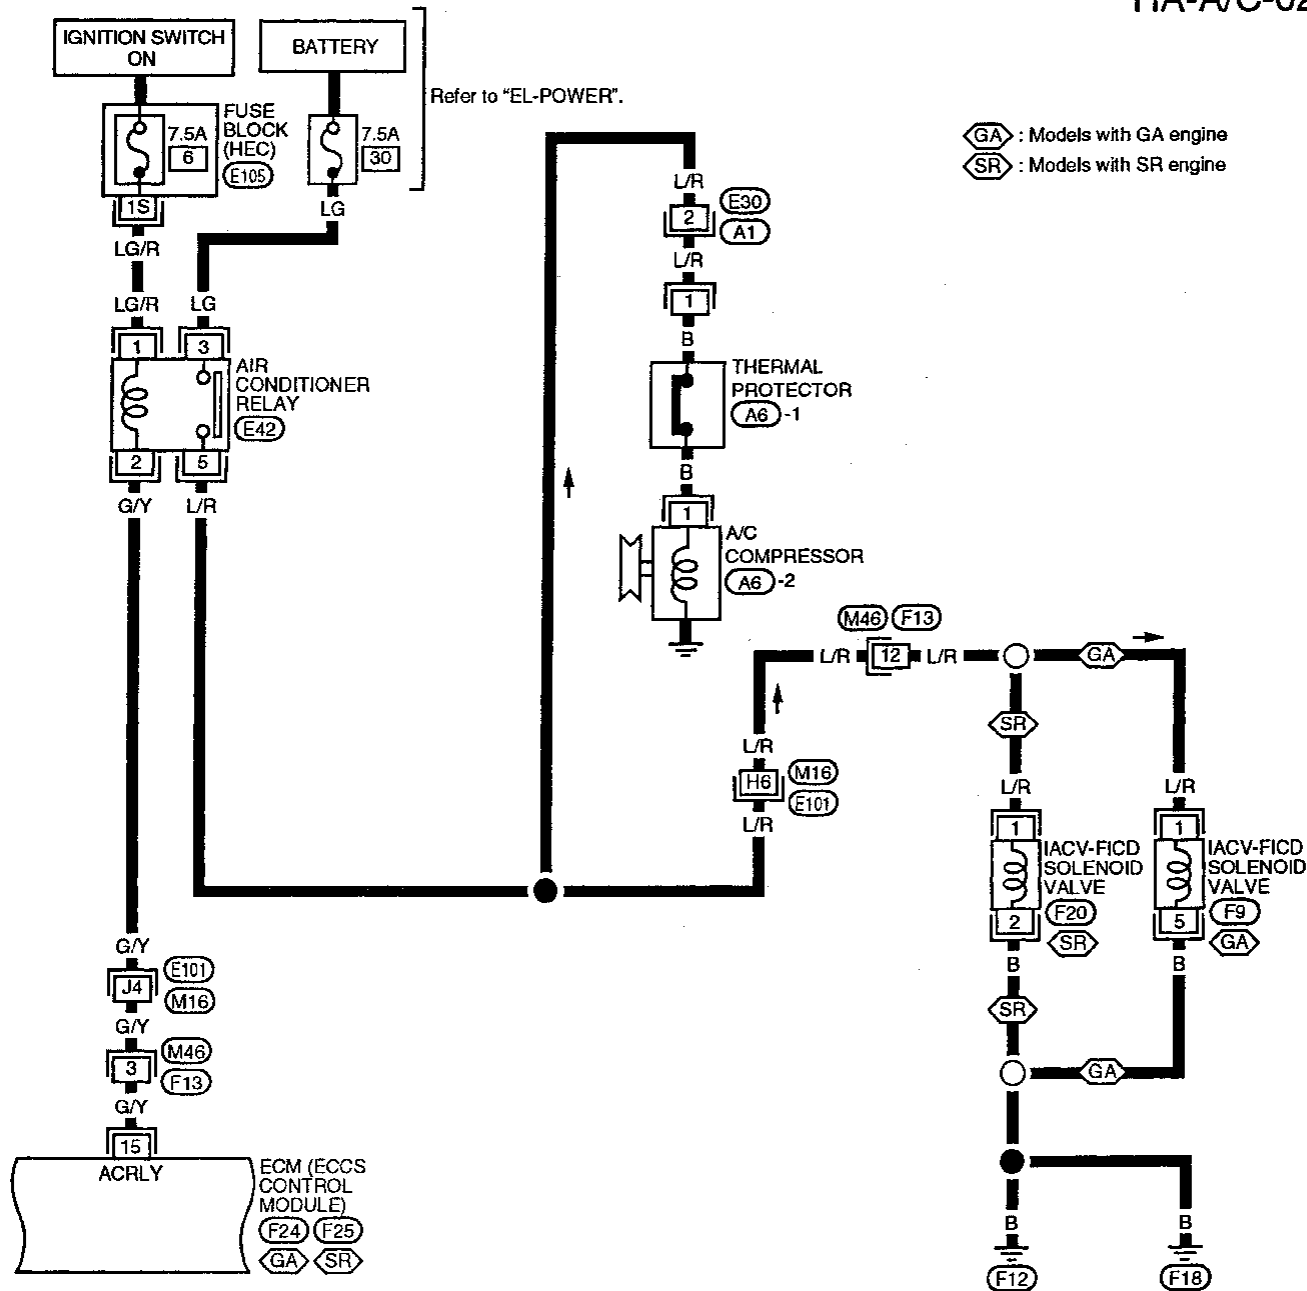 HA-A/C-02
IGNITION SWITCH
ON
BATTERY
Refer to “EL-POWER”.
7.5A
6
FUSE
BLOCK
(HEC)
E105
7.5A
30
GA : Models with GA engine
SR : Models with SR engine
1S
LG
LG/R
LG/R
LG
1
3
AIR
CONDITIONER
RELAY
E42
2
5
G/Y
L/R
L/R
2
E30
A1
L/R
1
B
THERMAL
PROTECTOR
A6 -1
B
1
A/C
COMPRESSOR
A6 -2
M46 F13
L/R 12 L/R
GA
SR
L/R
H6
M16
E101
L/R
L/R
L/R
1
1
IACV-FICD
SOLENOID
VALVE
F20
SR
2
IACV-FICD
SOLENOID
VALVE
F9
GA
5
B
B
SR
GA
G/Y
J4
E101
M16
G/Y
3
M46
F13
G/Y
15
ACRLY
ECM (ECCS
CONTROL
MODULE)
F24 F25
GA SR
B
B
F12
F18